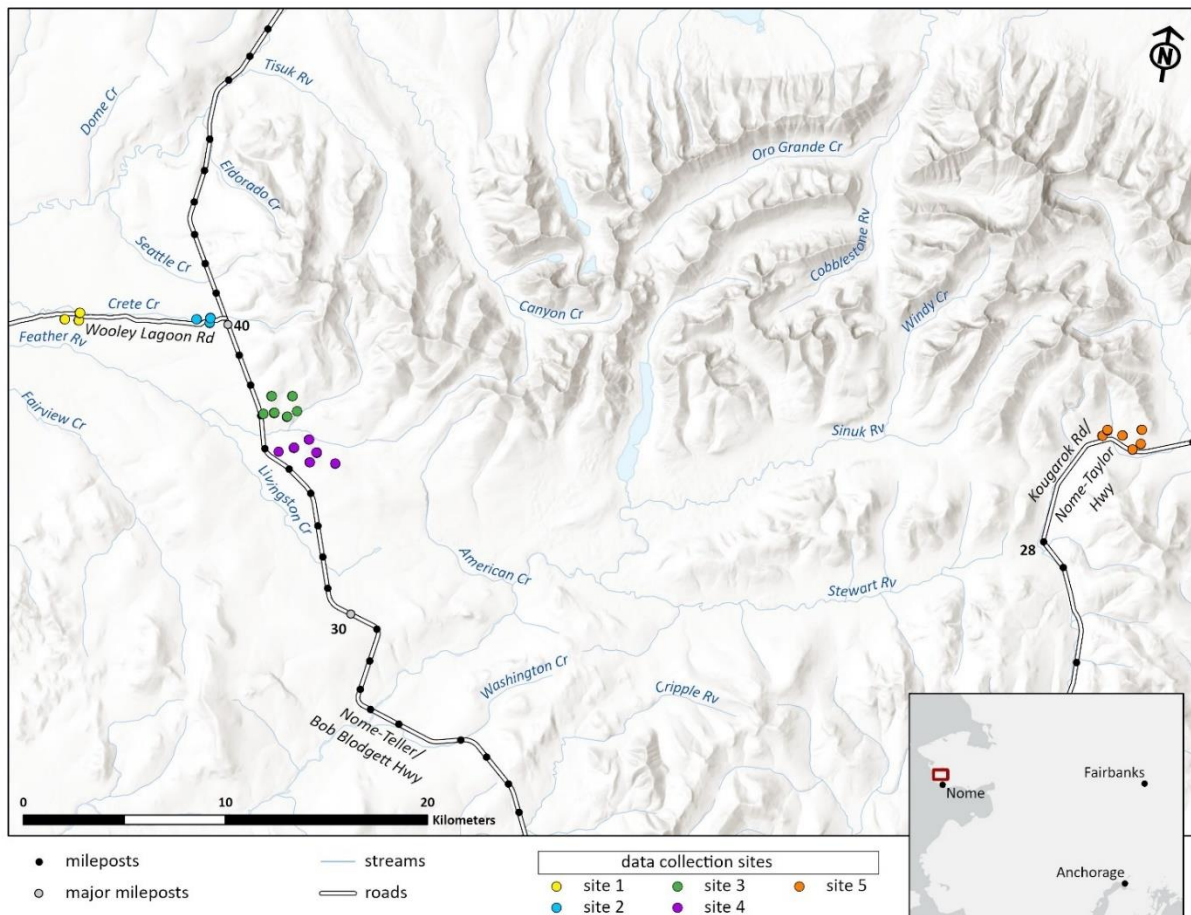 N
Tisuk Rv
Dome Cr
Oro Grande Cr
Eldorado Cr
Cobblestone Rv
Seattle Cr
Windy Cr
Crete Cr
Canyon Cr
40
Wooley Lagoon Rd
Feather Rv
Fairview Cr
Sinuk Rv
Kougarok Rd/
Nome-Taylor
Hwy
Livingston Cr
28
American Cr
Stewart Rv
30
Washington Cr
Cripple Rv
Nome-Teller/
Bob Blodgett Hwy
Fairbanks
Nome
Anchorage
0 10 20
Kilometers
mileposts
major mileposts
streams
roads
data collection sites
site 1
site 2
site 3
site 4
site 5